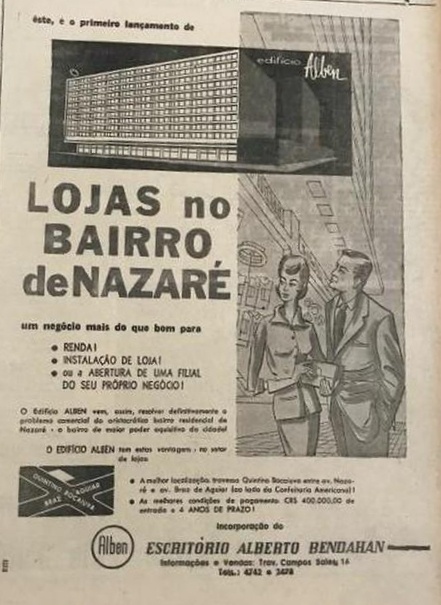 êste, é o primeiro lançamento de
edifício Alben
LOJAS no
BAIRRO
de NAZARÉ
um negócio mais do que bom para
• RENDA!
• INSTALAÇÃO DE LOJA!
• ou a ABERTURA DE UMA FILIAL
DO SEU PRÓPRIO NEGÓCIO!
O Edifício ALBEN vem, assim, resolver definitivamente o
problema comercial do aristocrático bairro residencial de
Nazaré - o bairro de maior poder aquisitivo da cidade!
O EDIFÍCIO ALBEN tem estas vantagens no setor
de lojas
QUINTINO BOCAIUVA
BRAZ AGUIAR
• A melhor localização: travessa Quintino Bocaiuva entre av. Naza-
ré e av. Braz de Aguiar (ao lado da Confeitaria Americana)!
• As melhores condições de pagamento: CR$ 400.000,00 de
entrada e 4 ANOS DE PRAZO!
Incorporação do
Alben
ESCRITÓRIO ALBERTO BENDAHAN
Informações e Vendas: Trav. Campos Sales, 16
Tels.: 4742 e 2678